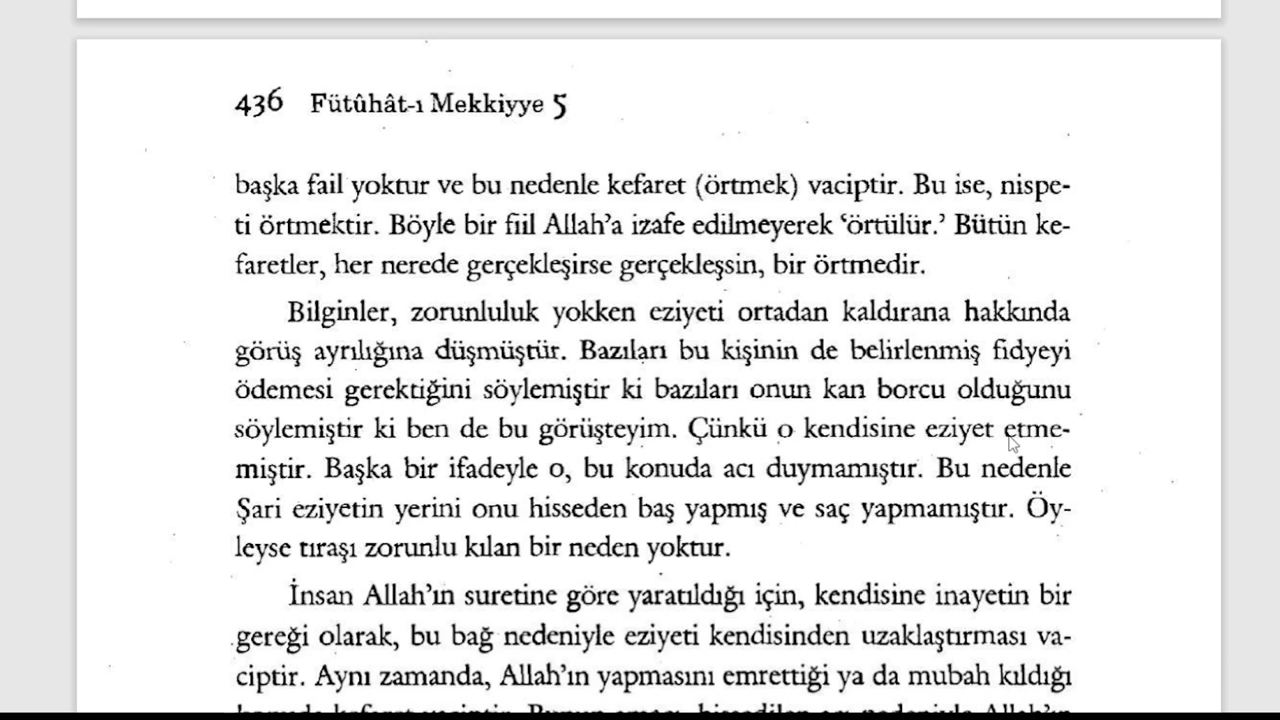 436 Fütûhât-ı Mekkiyye 5
başka fail yoktur ve bu nedenle kefaret (örtmek) vaciptir. Bu ise, nispe-
ti örtmektir. Böyle bir fiil Allah’a izafe edilmeyerek ‘örtülür.’ Bütün ke-
faretler, her nerede gerçekleşirse gerçekleşsin, bir örtmedir.
Bilginler, zorunluluk yokken eziyeti ortadan kaldırana hakkında
görüş ayrılığına düşmüştür. Bazıları bu kişinin de belirlenmiş fidyeyi
ödemesi gerektiğini söylemiştir ki bazıları onun kan borcu olduğunu
söylemiştir ki ben de bu görüşteyim. Çünkü o kendisine eziyet etme-
miştir. Başka bir ifadeyle o, bu konuda acı duymamıştır. Bu nedenle
Şari eziyetin yerini onu hisseden baş yapmış ve saç yapmamıştır. Öy-
leyse tıraşı zorunlu kılan bir neden yoktur.
İnsan Allah’ın suretine göre yaratıldığı için, kendisine inayetin bir
gereği olarak, bu bağ nedeniyle eziyeti kendisinden uzaklaştırması va-
ciptir. Aynı zamanda, Allah’ın yapmasını emrettiği ya da mubah kıldığı